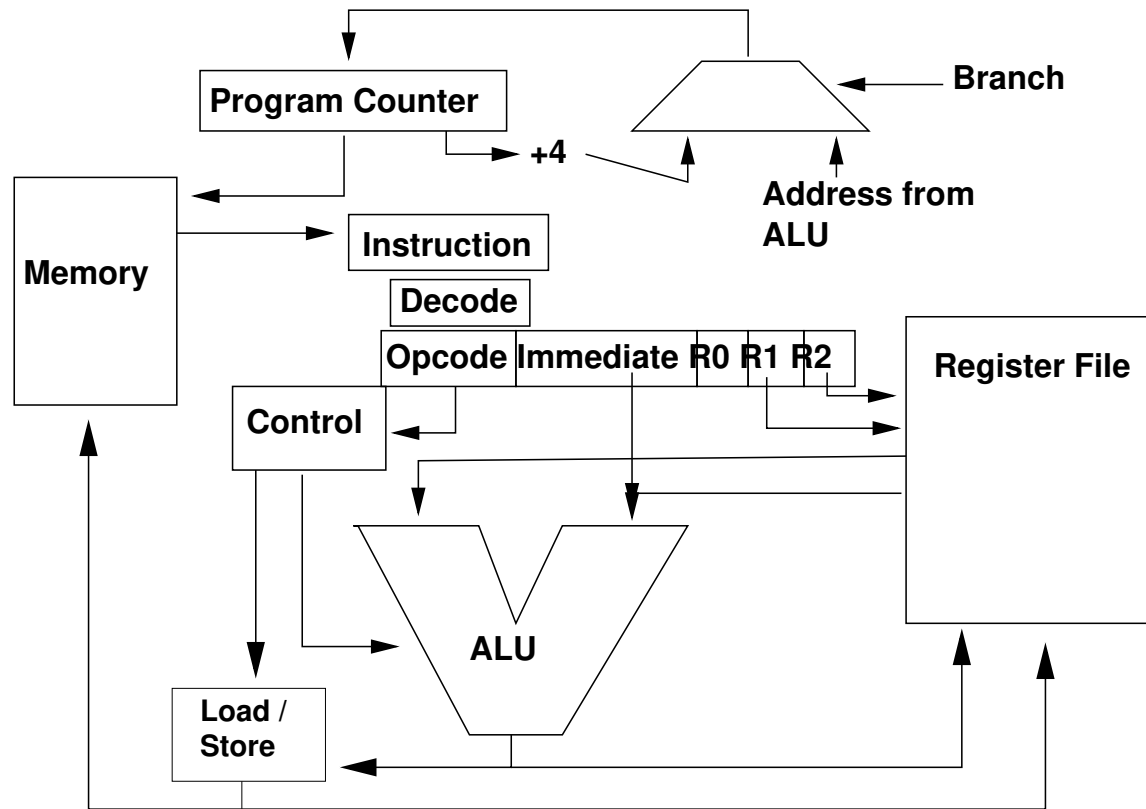 Branch
Program Counter
+4
Address from
ALU
Instruction
Memory
Decode
Opcode Immediate R0 R1 R2
Register File
Control
ALU
Load /
Store